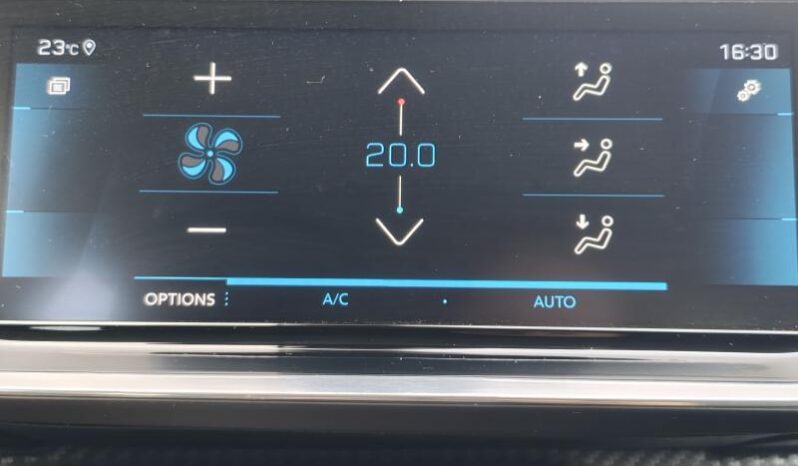 23°C
16:30
20.0
OPTIONS
A/C
AUTO